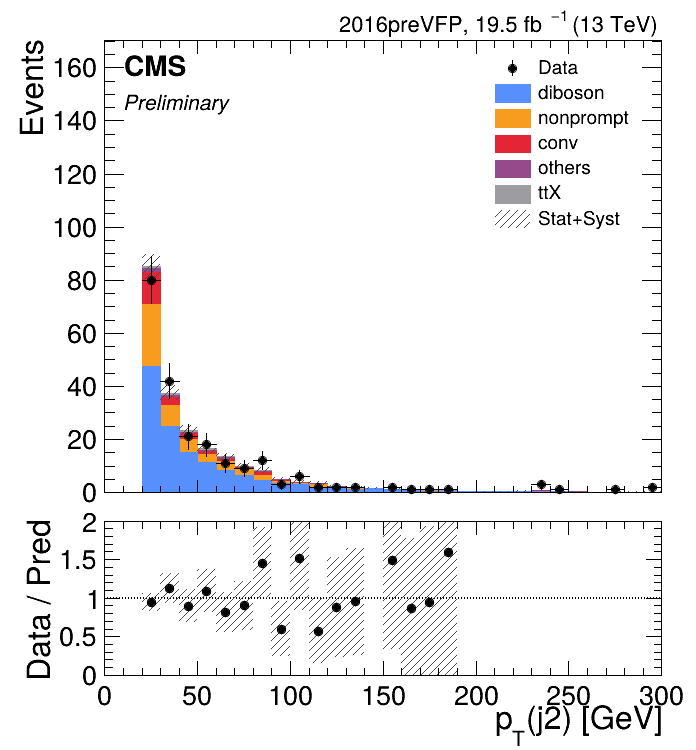 2016preVFP, 19.5 fb⁻¹ (13 TeV)
Events
160
140
120
100
80
60
40
20
0
CMS
Preliminary
Data
diboson
nonprompt
conv
others
ttX
Stat+Syst
Data / Pred
2
1.5
1
0.5
0
0 50 100 150 200 250 300
p_T(j2) [GeV]